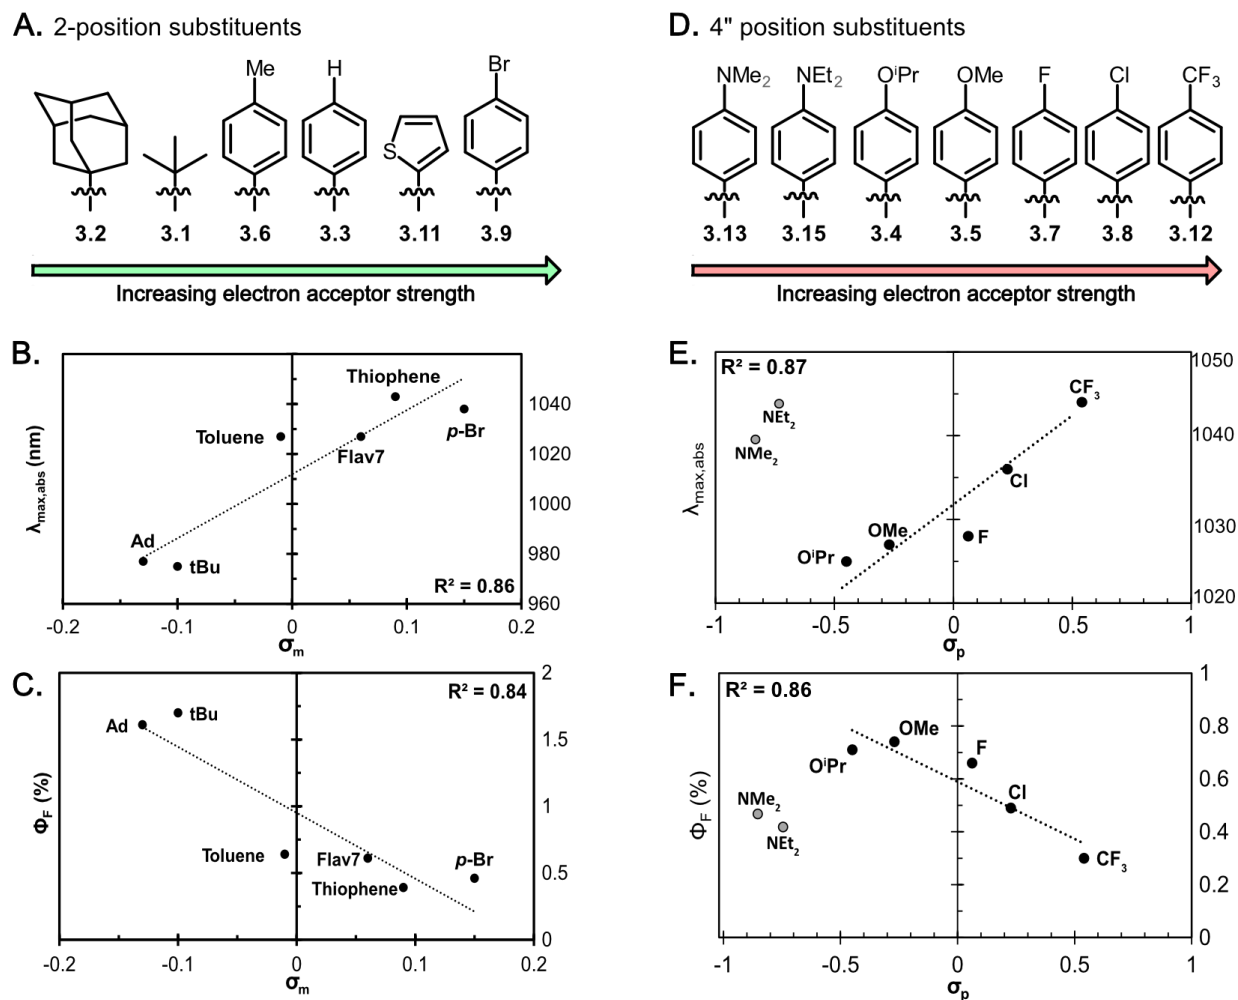 A. 2-position substituents
Me
H
Br
S
3.2 3.1 3.6 3.3 3.11 3.9
Increasing electron acceptor strength
B.
λmax,abs (nm)
Thiophene
Toluene
p-Br
Flav7
Ad
tBu
R² = 0.86
1040
1020
1000
980
960
-0.2 -0.1 0 0.1 0.2
σm
C.
ΦF (%)
R² = 0.84
Ad
tBu
Toluene
Flav7
p-Br
Thiophene
2
1.5
1
0.5
0
-0.2 -0.1 0 0.1 0.2
σm
D. 4" position substituents
NMe2 NEt2 OiPr OMe F Cl CF3
3.13 3.15 3.4 3.5 3.7 3.8 3.12
Increasing electron acceptor strength
E.
λmax,abs
R² = 0.87
CF3
NEt2
NMe2
Cl
OMe
F
OiPr
1050
1040
1030
1020
-1 -0.5 0 0.5 1
σp
F.
ΦF (%)
R² = 0.86
OMe
F
OiPr
NMe2
Cl
NEt2
CF3
1
0.8
0.6
0.4
0.2
0
-1 -0.5 0 0.5 1
σp